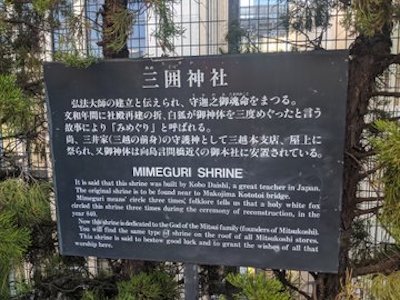 三囲神社
弘法大師の建立と伝えられ、守迦之御魂命をまつる。
文和年間に社殿再建の折、白狐が御神体を三度めぐったと言う
故事により「みめぐり」と呼ばれる。
尚、三井家(三越の前身)の守護神として三越本支店、屋上に
祭られ、又御神体は向島言問橋近くの御本社に安置されている。
MIMEGURI SHRINE
It is said that this shrine was built by Kobo Daishi, a great teacher in Japan.
The original shrine is to be found near to Mukojima Kototoi bridge.
Mimeguri means' circle three times, folklore tells us that a holy white fox
circled this shrine three times during the ceremony of reconstruction, in the
year 840.
Now this shrine is dedicated to the God of the Mitsui family (founders of Mitsukoshi).
You will find the same type of shrine on the roof of all Mitsukoshi stores.
This shrine is said to bestow good luck and to grant the wishes of all that
worship here.